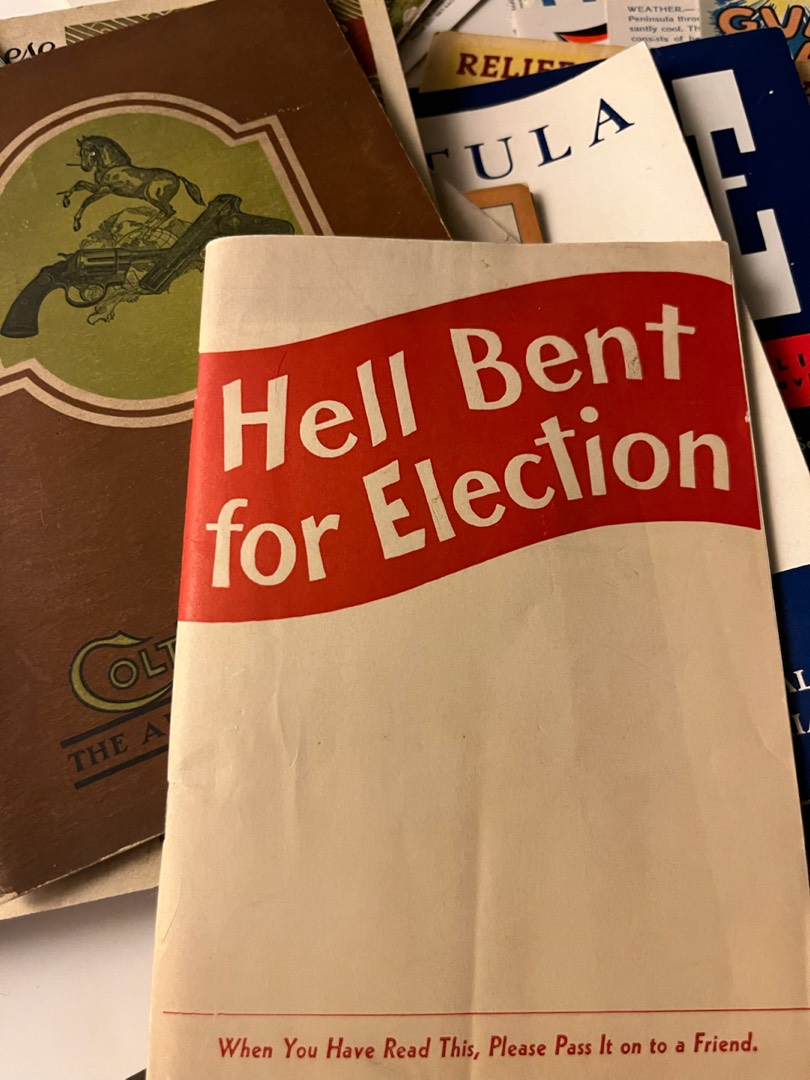 WEATHER—
RELIEF
TULA
E
Hell Bent
for Election
COLT
THE
When You Have Read This, Please Pass It on to a Friend.